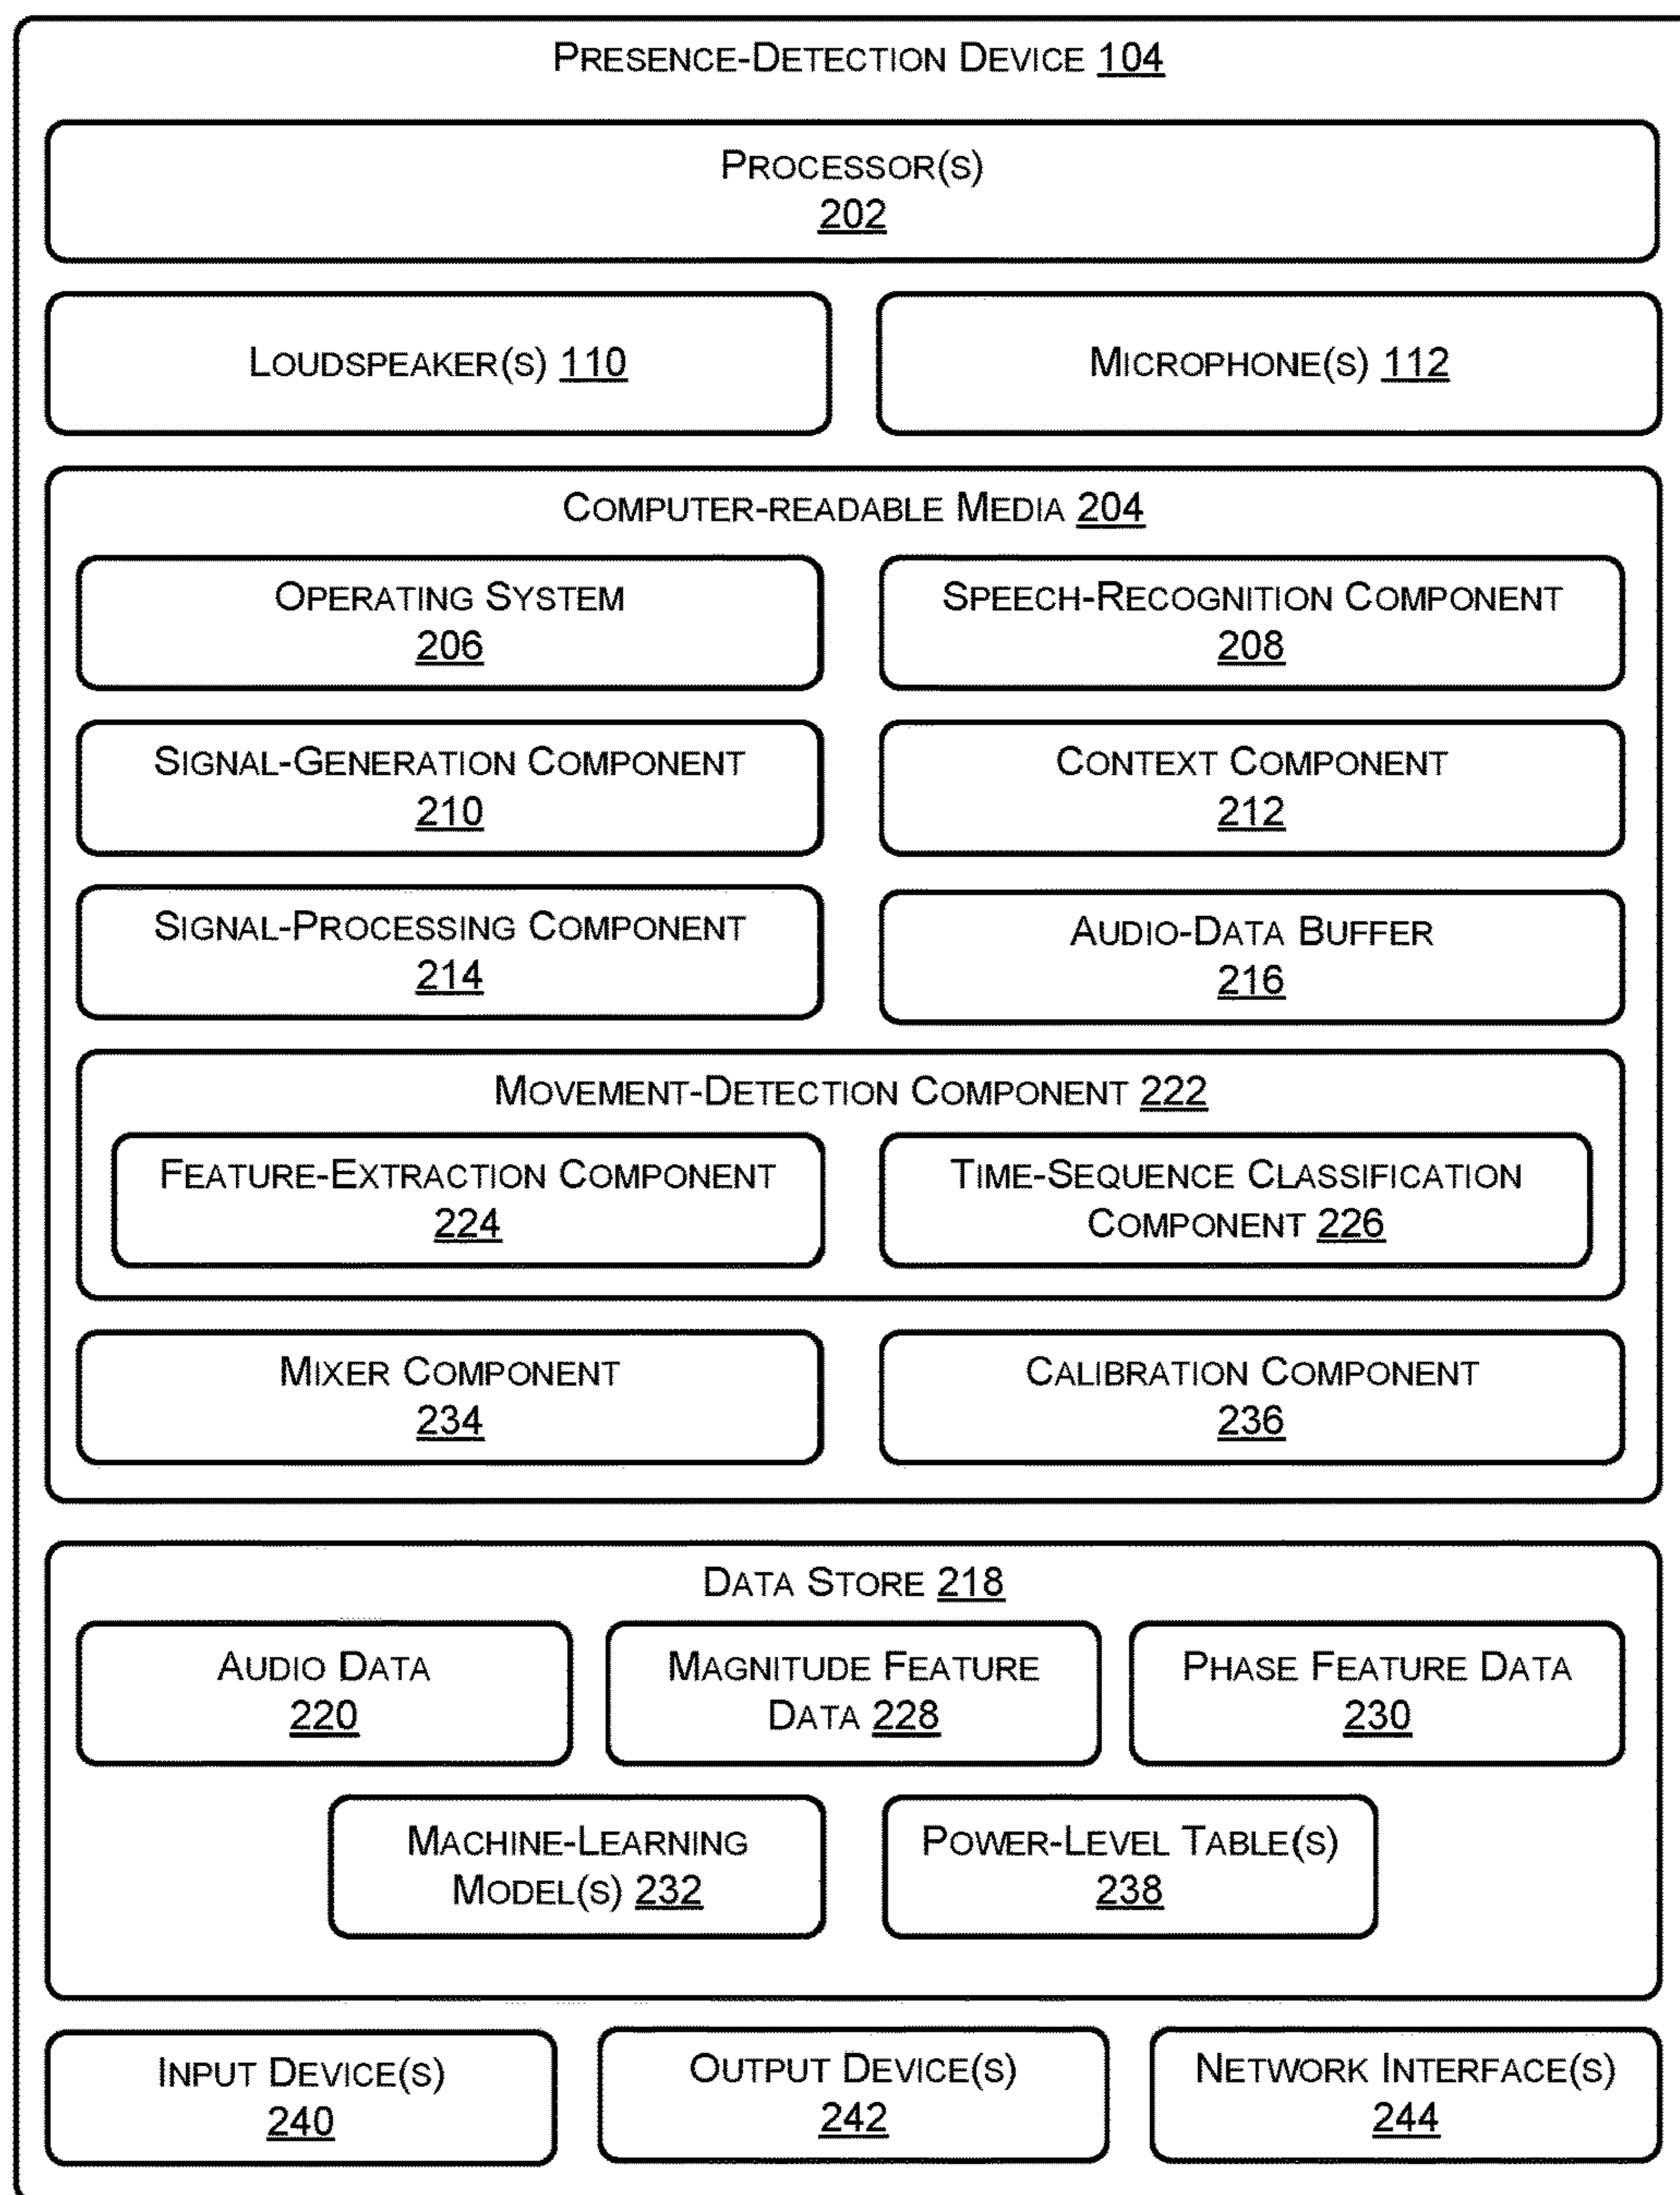 PRESENCE-DETECTION DEVICE 104
PROCESSOR(S)
202
LOUDSPEAKER(S) 110
MICROPHONE(S) 112
COMPUTER-READABLE MEDIA 204
OPERATING SYSTEM
206
SPEECH-RECOGNITION COMPONENT
208
SIGNAL-GENERATION COMPONENT
210
CONTEXT COMPONENT
212
SIGNAL-PROCESSING COMPONENT
214
AUDIO-DATA BUFFER
216
MOVEMENT-DETECTION COMPONENT 222
FEATURE-EXTRACTION COMPONENT
224
TIME-SEQUENCE CLASSIFICATION
COMPONENT 226
MIXER COMPONENT
234
CALIBRATION COMPONENT
236
DATA STORE 218
AUDIO DATA
220
MAGNITUDE FEATURE
DATA 228
PHASE FEATURE DATA
230
MACHINE-LEARNING
MODEL(S) 232
POWER-LEVEL TABLE(S)
238
INPUT DEVICE(S)
240
OUTPUT DEVICE(S)
242
NETWORK INTERFACE(S)
244